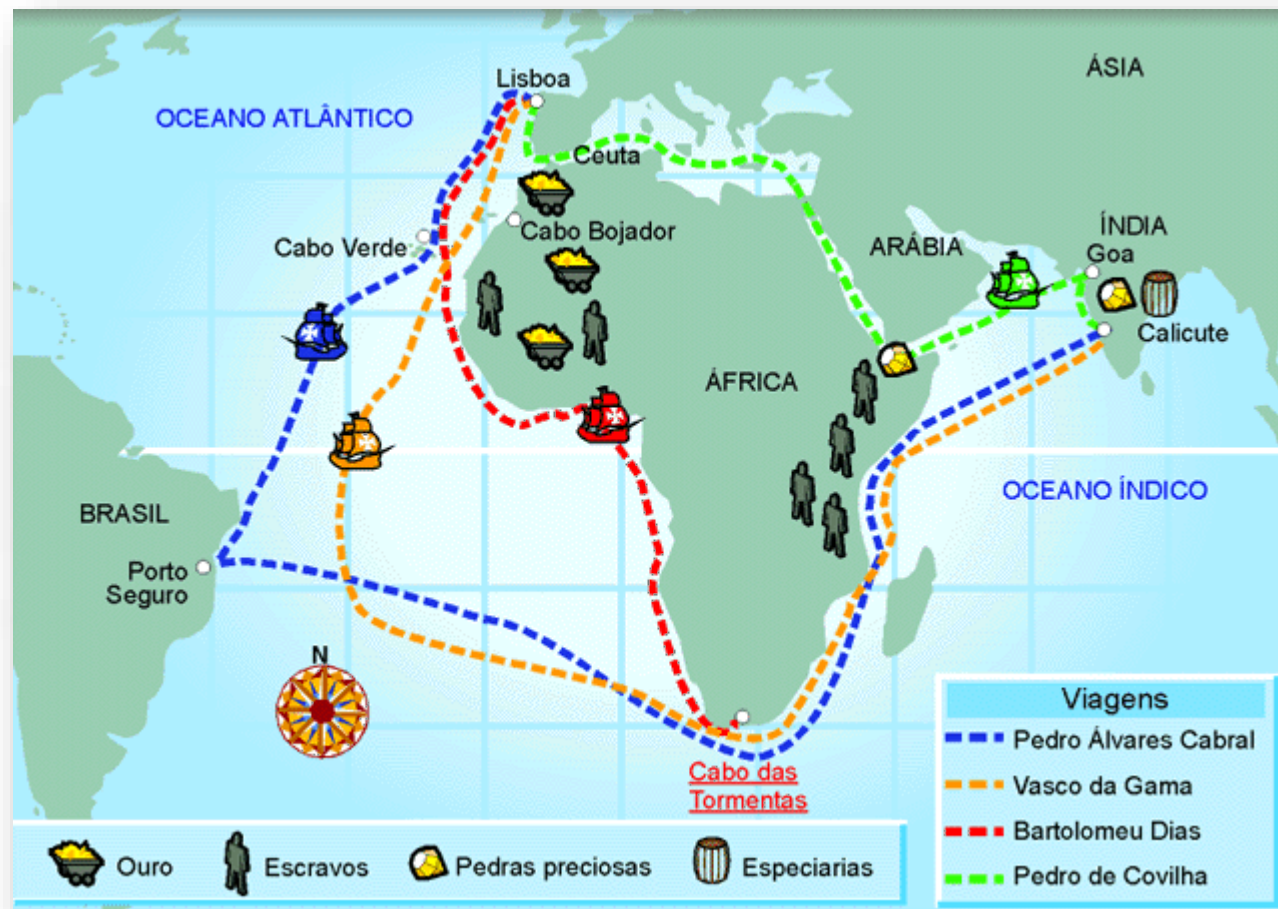 ÁSIA
Lisboa
OCEANO ATLÂNTICO
Ceuta
Cabo Bojador
Cabo Verde
ARÁBIA
ÍNDIA
Goa
Calicute
ÁFRICA
OCEANO ÍNDICO
BRASIL
Porto
Seguro
N
Cabo das
Tormentas
Viagens
Pedro Álvares Cabral
Vasco da Gama
Bartolomeu Dias
Pedro de Covilha
Ouro
Escravos
Pedras preciosas
Especiarias